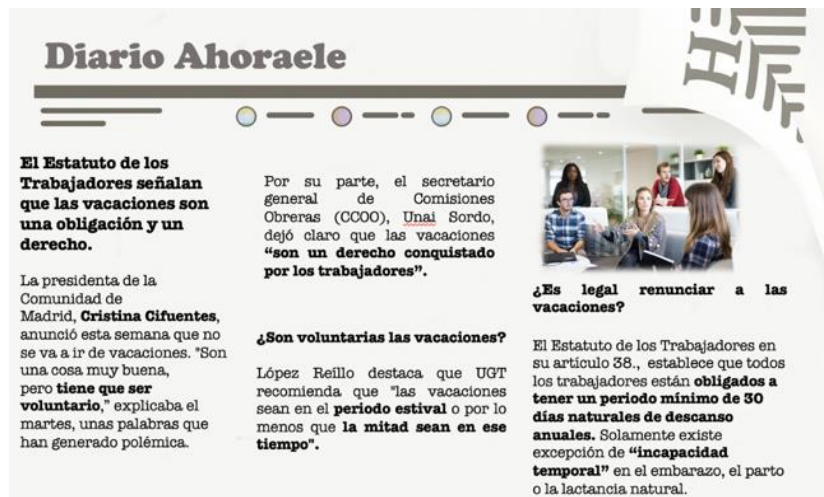 Diario Ahoraele
El Estatuto de los
Trabajadores señalan
que las vacaciones son
una obligación y un
derecho.
La presidenta de la
Comunidad de
Madrid, Cristina Cifuentes,
anunció esta semana que no
se va a ir de vacaciones. "Son
una cosa muy buena,
pero tiene que ser
voluntario," explicaba el
martes, unas palabras que
han generado polémica.
Por su parte, el secretario
general de Comisiones
Obreras (CCOO), Unai Sordo,
dejó claro que las vacaciones
“son un derecho conquistado
por los trabajadores”.
¿Son voluntarias las vacaciones?
López Reíllo destaca que UGT
recomienda que "las vacaciones
sean en el periodo estival o por lo
menos que la mitad sean en ese
tiempo".
¿Es legal renunciar a las
vacaciones?
El Estatuto de los Trabajadores en
su artículo 38., establece que todos
los trabajadores están obligados a
tener un periodo mínimo de 30
días naturales de descanso
anuales. Solamente existe
excepción de “incapacidad
temporal” en el embarazo, el parto
o la lactancia natural.